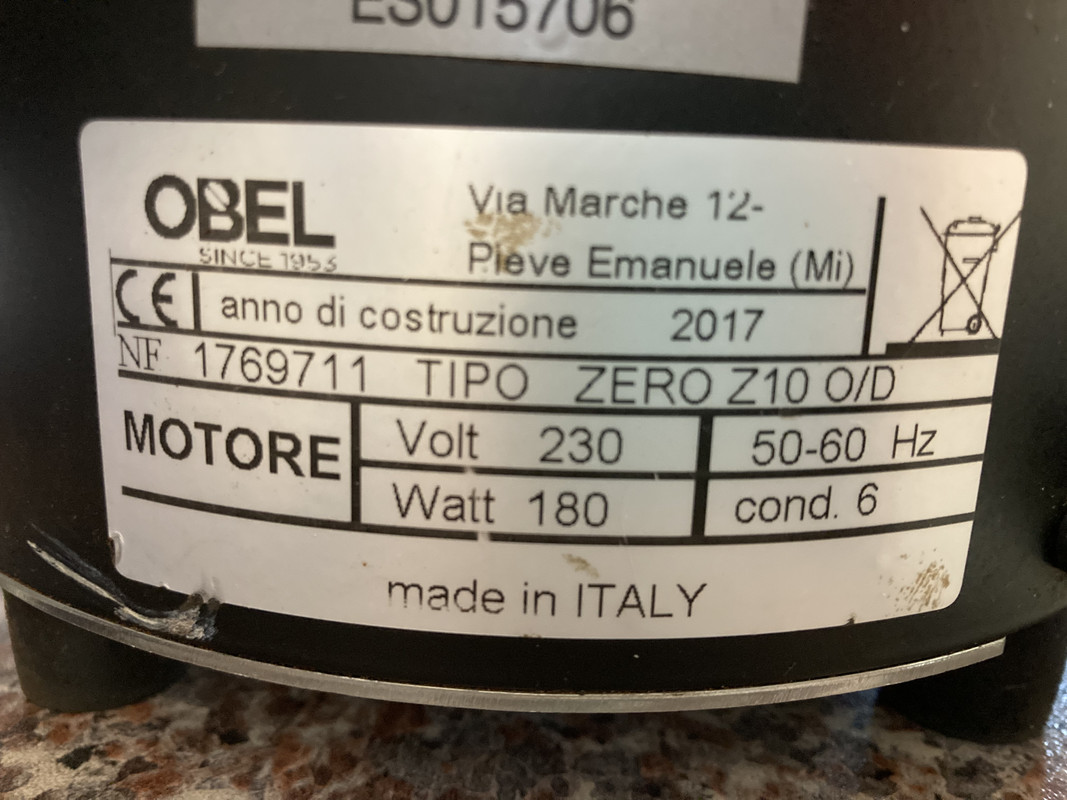 ES015706
OBEL
SINCE 1953
Via Marche 12-
Pieve Emanuele (Mi)
CE
anno di costruzione 2017
NF 1769711 TIPO ZERO Z10 O/D
MOTORE
Volt 230
50-60 Hz
Watt 180
cond. 6
made in ITALY